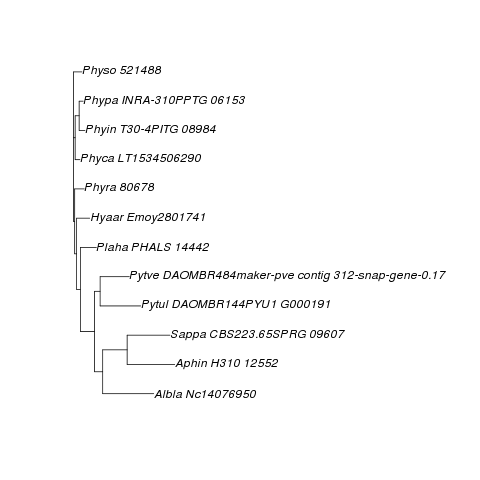 Physo 521488
Phypa INRA-310PPTG 06153
Phyin T30-4PITG 08984
Phyca LT1534506290
Phyra 80678
Hyaar Emoy2801741
Plaha PHALS 14442
Pytve DAOMBR484maker-pve contig 312-snap-gene-0.17
Pytul DAOMBR144PYU1 G000191
Sappa CBS223.65SPRG 09607
Aphin H310 12552
Albla Nc14076950